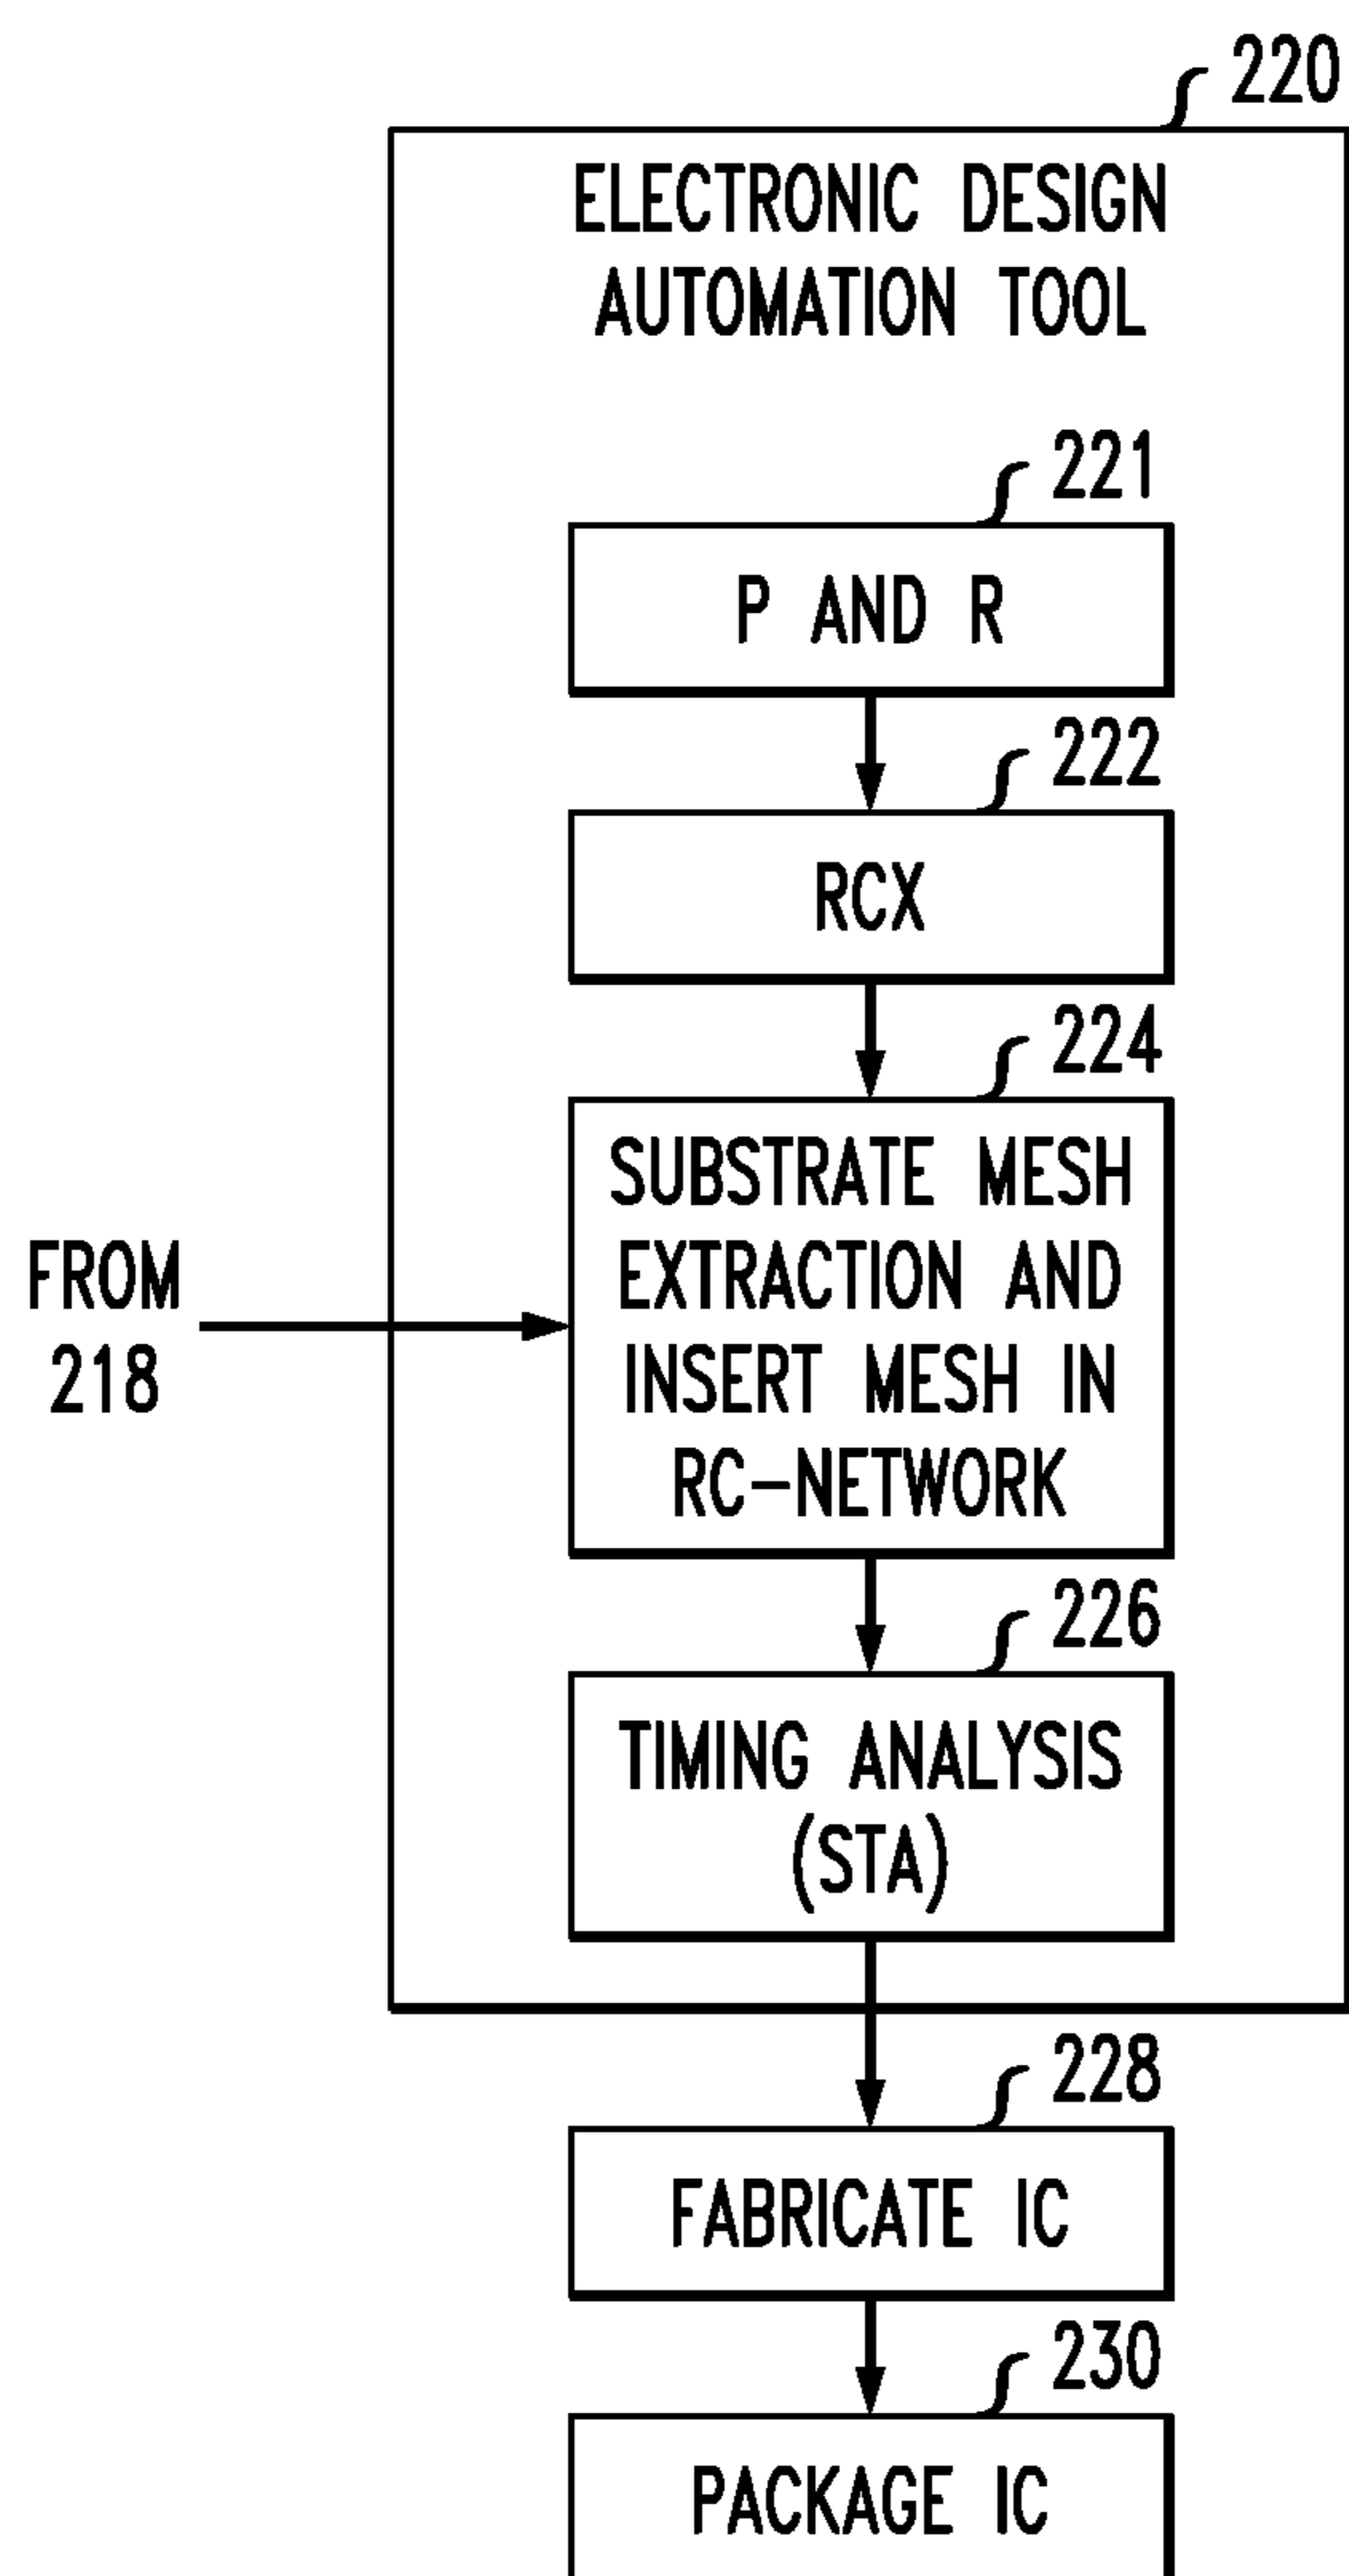 220
ELECTRONIC DESIGN
AUTOMATION TOOL
221
P AND R
222
RCX
224
SUBSTRATE MESH
EXTRACTION AND
INSERT MESH IN
RC-NETWORK
FROM
218
226
TIMING ANALYSIS
(STA)
228
FABRICATE IC
230
PACKAGE IC